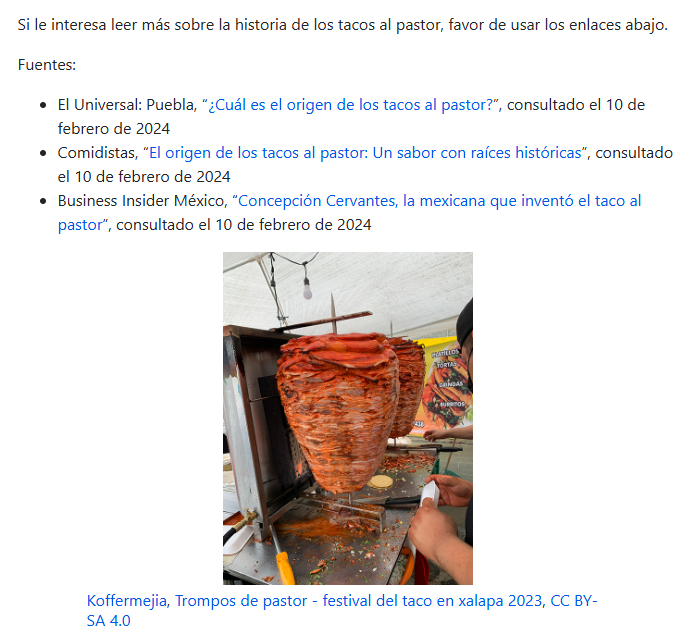 Si le interesa leer más sobre la historia de los tacos al pastor, favor de usar los enlaces abajo.
Fuentes:
El Universal: Puebla, “¿Cuál es el origen de los tacos al pastor?”, consultado el 10 de
febrero de 2024
Comidistas, “El origen de los tacos al pastor: Un sabor con raíces históricas”, consultado
el 10 de febrero de 2024
Business Insider México, “Concepción Cervantes, la mexicana que inventó el taco al
pastor”, consultado el 10 de febrero de 2024
PLATILLOS
TORTAS
GRINGAS
BURRITOS
Koffermejia, Trompos de pastor - festival del taco en xalapa 2023, CC BY-
SA 4.0